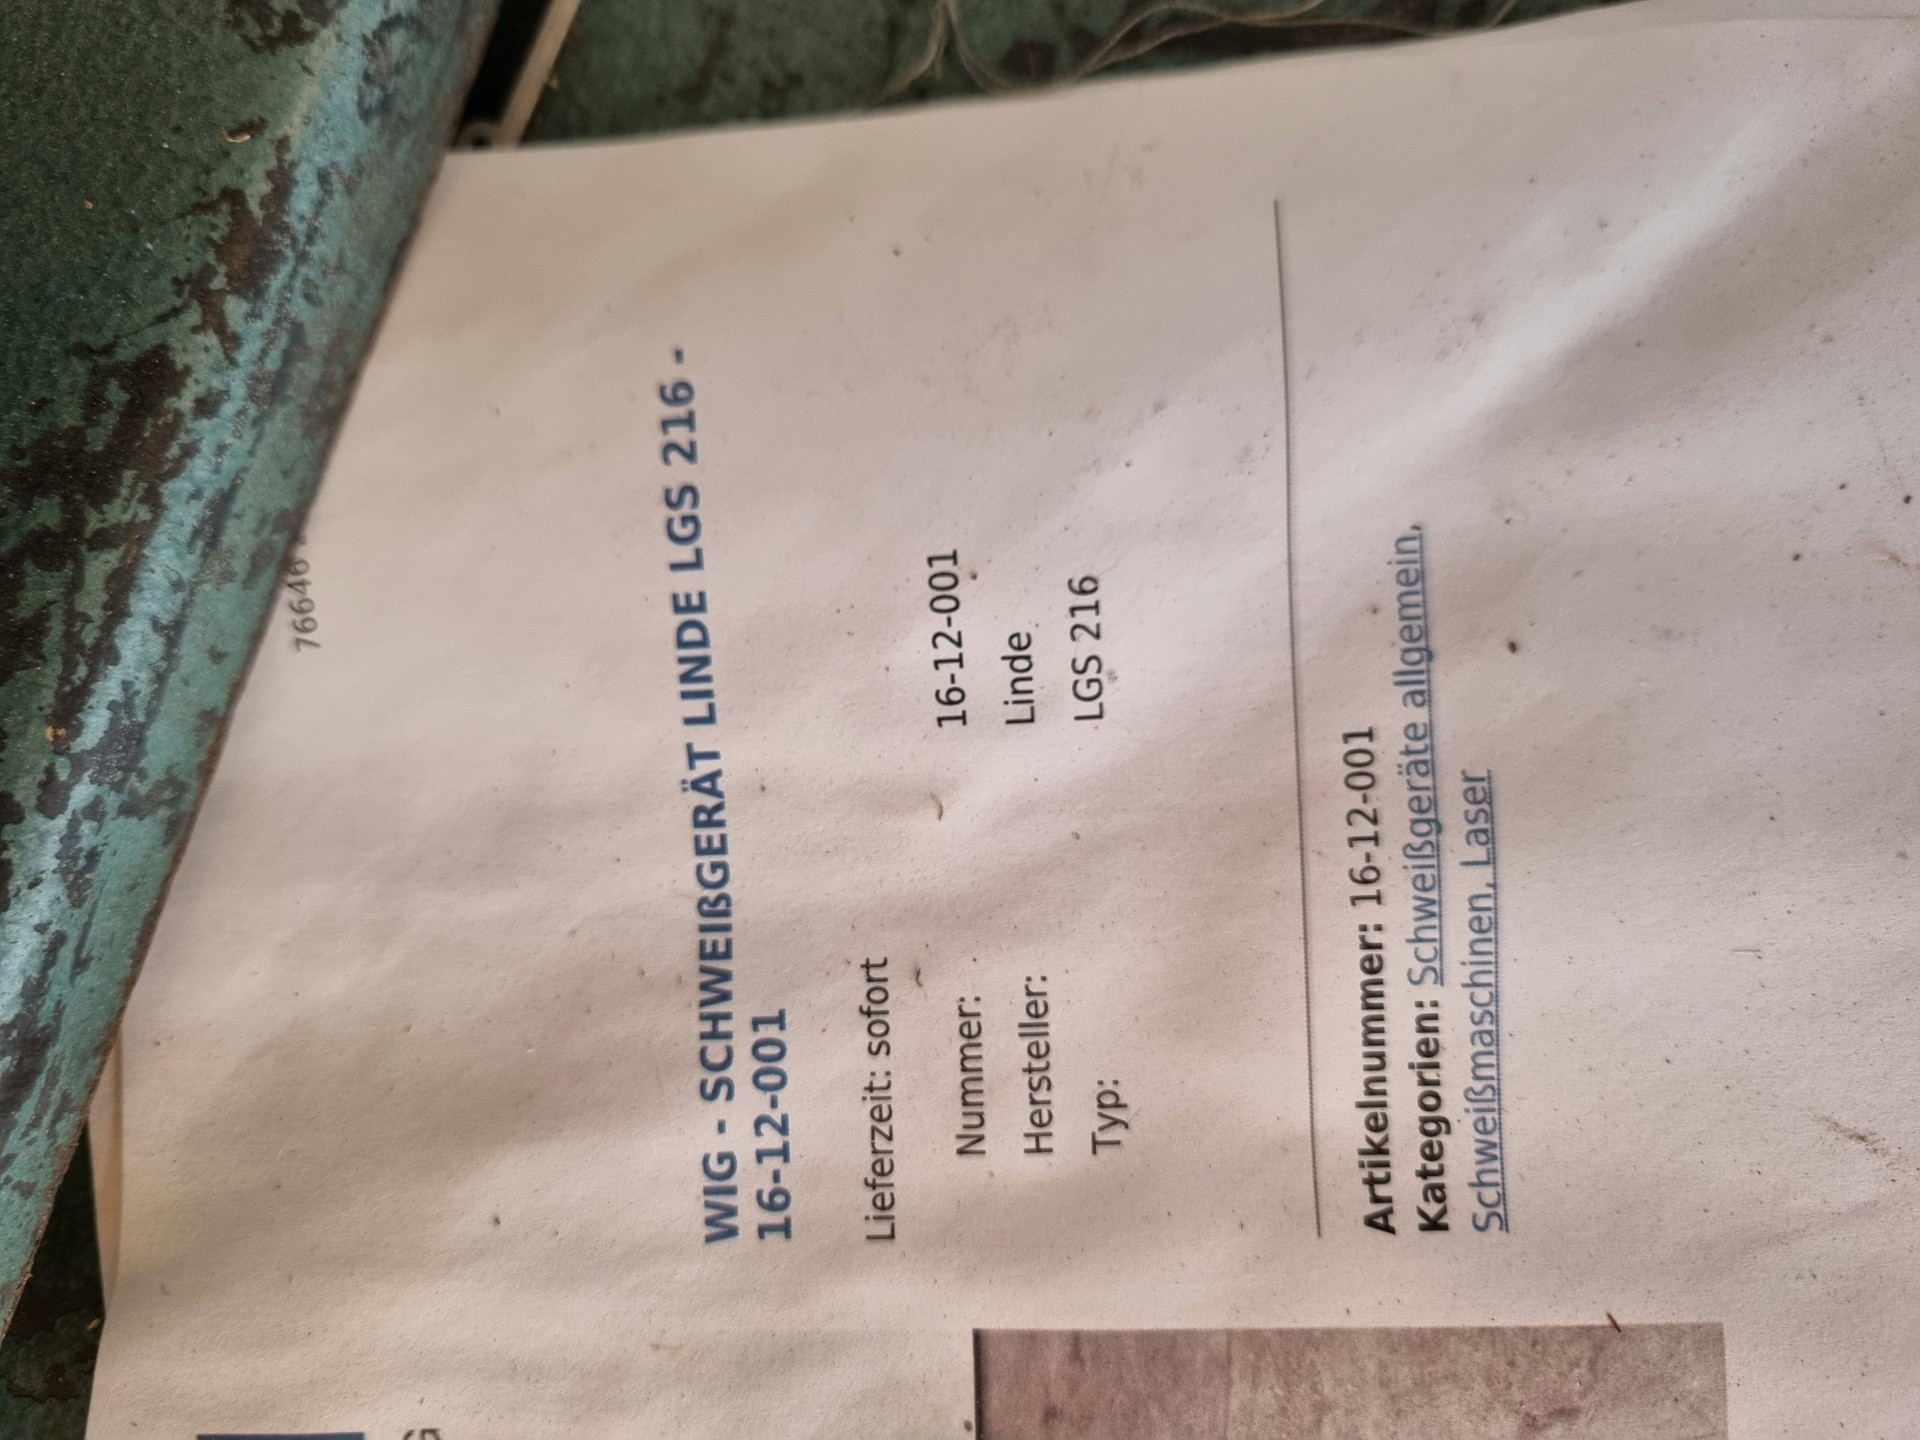 76646
WIG - SCHWEIßGERÄT LINDE LGS 216 -
16-12-001
Lieferzeit: sofort
Nummer: 16-12-001
Hersteller: Linde
Typ: LGS 216
Artikelnummer: 16-12-001
Kategorien: Schweißgeräte allgemein,
Schweißmaschinen, Laser